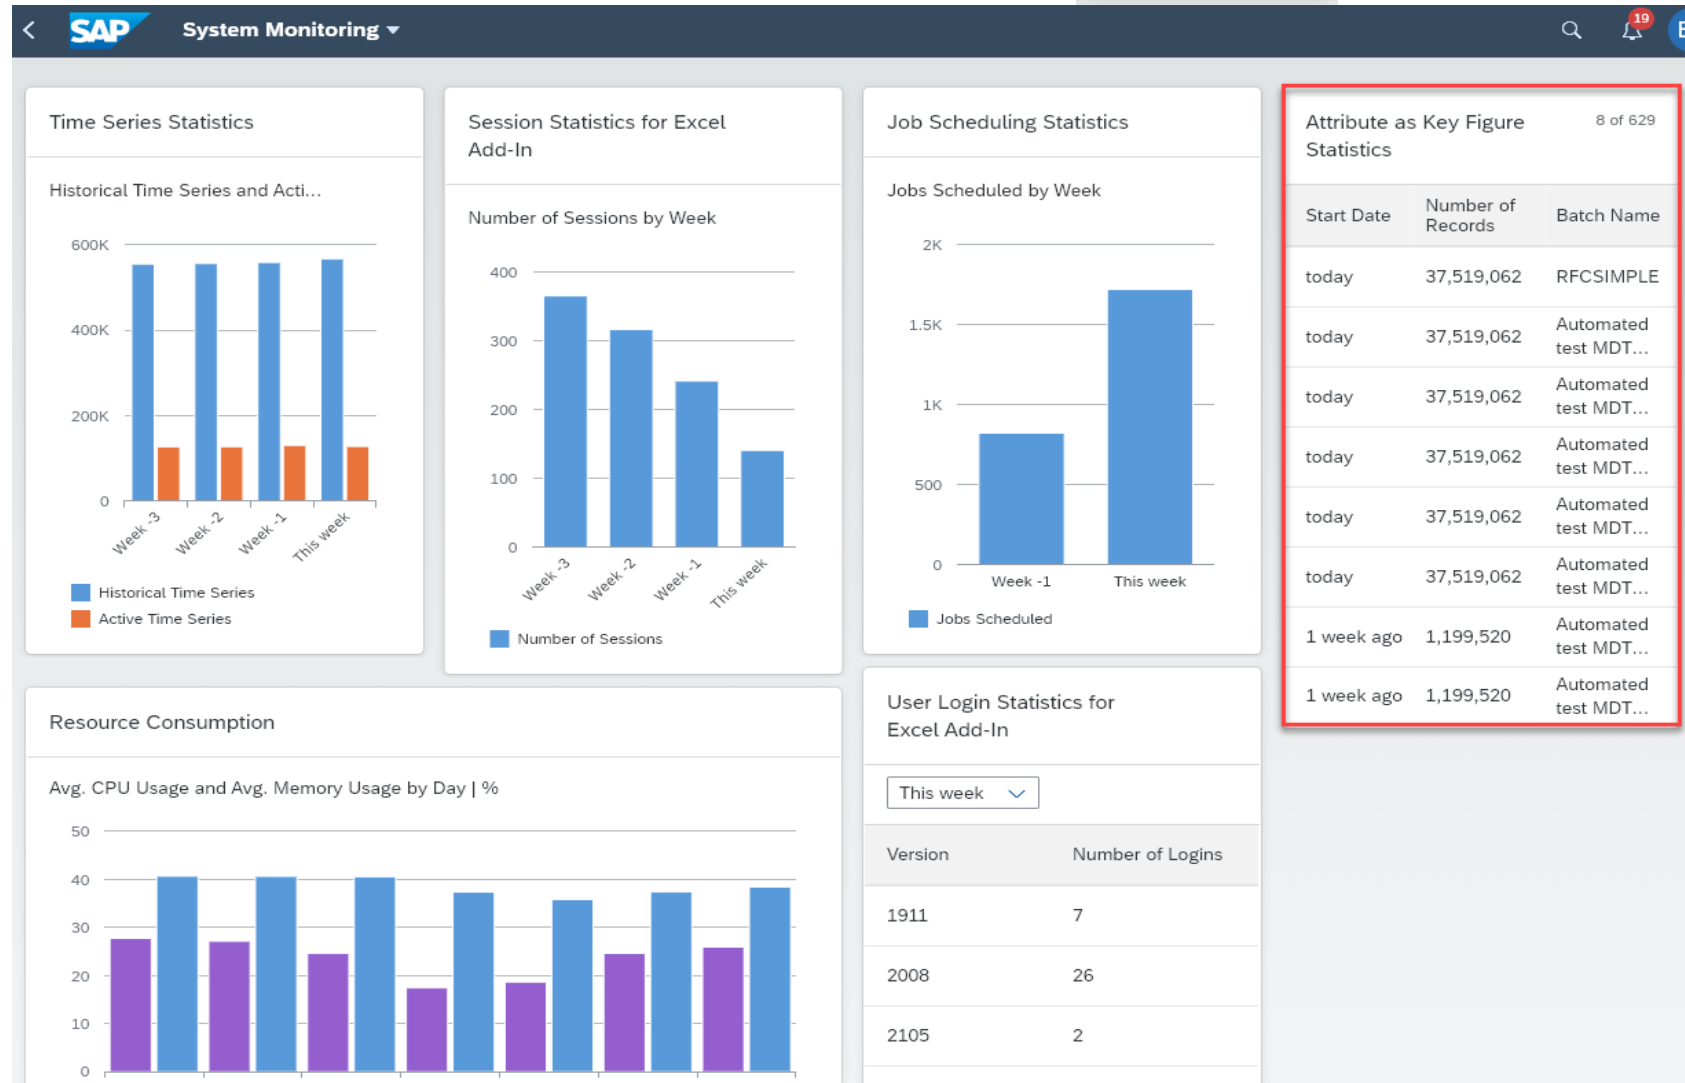 SAP System Monitoring
19
Time Series Statistics
Historical Time Series and Acti...
600K
400K
200K
0
Week -3
Week -2
Week -1
This week
Historical Time Series
Active Time Series
Session Statistics for Excel
Add-In
Number of Sessions by Week
400
300
200
100
0
Week -3
Week -2
Week -1
This week
Number of Sessions
Job Scheduling Statistics
Jobs Scheduled by Week
2K
1.5K
1K
500
0
Week -1
This week
Jobs Scheduled
Attribute as Key Figure
Statistics
8 of 629
Start Date Number of Records Batch Name
today 37,519,062 RFCSIMPLE
today 37,519,062 Automated test MDT...
today 37,519,062 Automated test MDT...
today 37,519,062 Automated test MDT...
today 37,519,062 Automated test MDT...
today 37,519,062 Automated test MDT...
1 week ago 1,199,520 Automated test MDT...
1 week ago 1,199,520 Automated test MDT...
Resource Consumption
Avg. CPU Usage and Avg. Memory Usage by Day | %
50
40
30
20
10
0
User Login Statistics for
Excel Add-In
This week
Version Number of Logins
1911 7
2008 26
2105 2